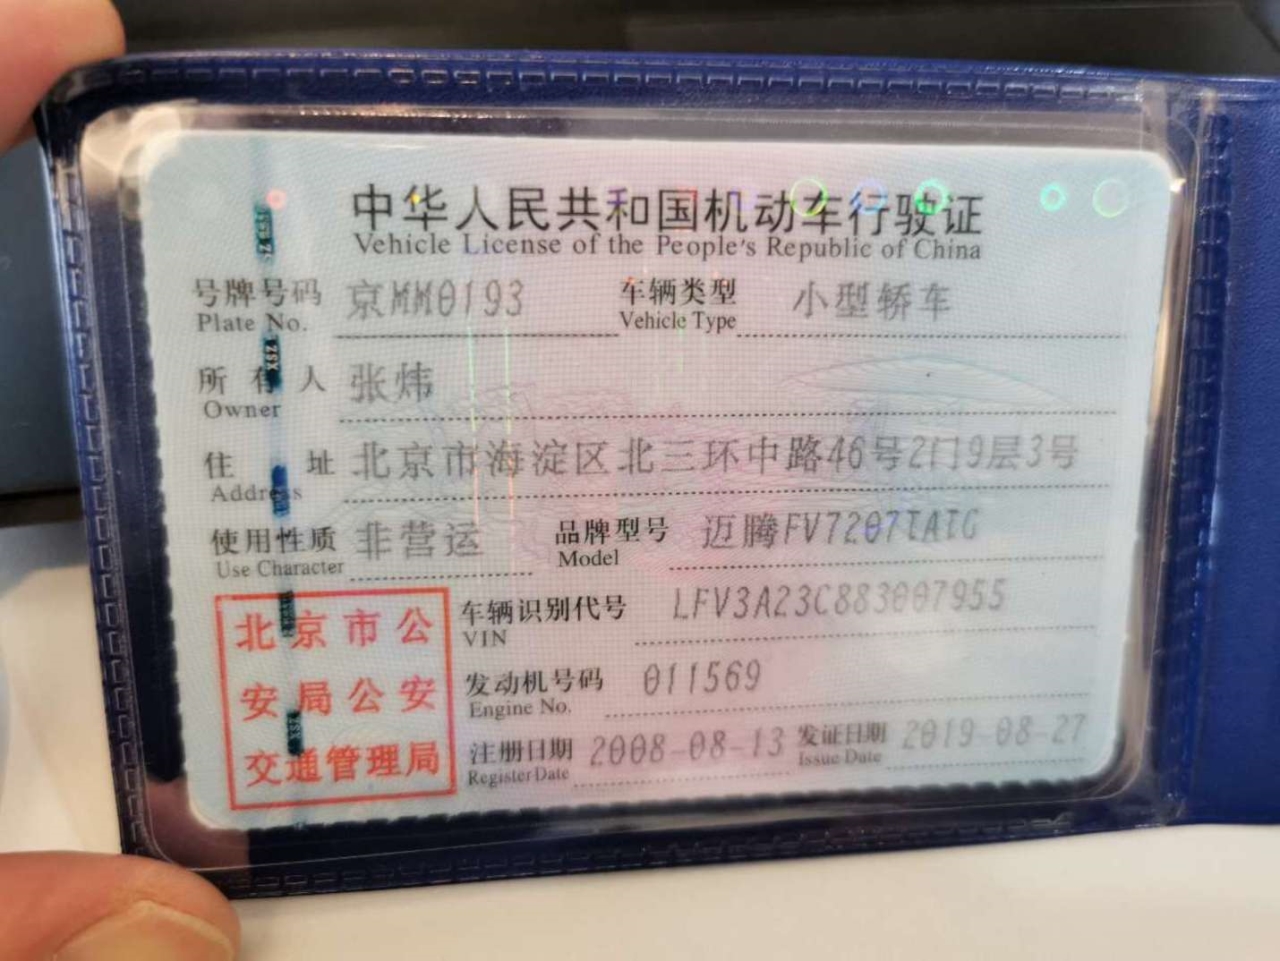 中华人民共和国机动车行驶证
Vehicle License of the People's Republic of China
号牌号码 京MM0193 车辆类型 小型轿车
Plate No. Vehicle Type
所有人 张炜
Owner
住址 北京市海淀区北三环中路46号2门9层3号
Address
使用性质 非营运 品牌型号 迈腾FV7207TATG
Use Character Model
北京市公
安局公安
交通管理局
车辆识别代号 LFV3A23C883007955
VIN
发动机号码 011569
Engine No.
注册日期 2008-08-13 发证日期 2019-08-27
Register Date Issue Date